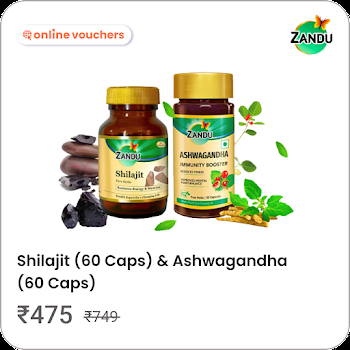 online vouchers
ZANDU
ZANDU
Shilajit
ZANDU
ASHWAGANDHA
IMMUNITY BOOSTER
Shilajit (60 Caps) & Ashwagandha
(60 Caps)
₹475 ₹749